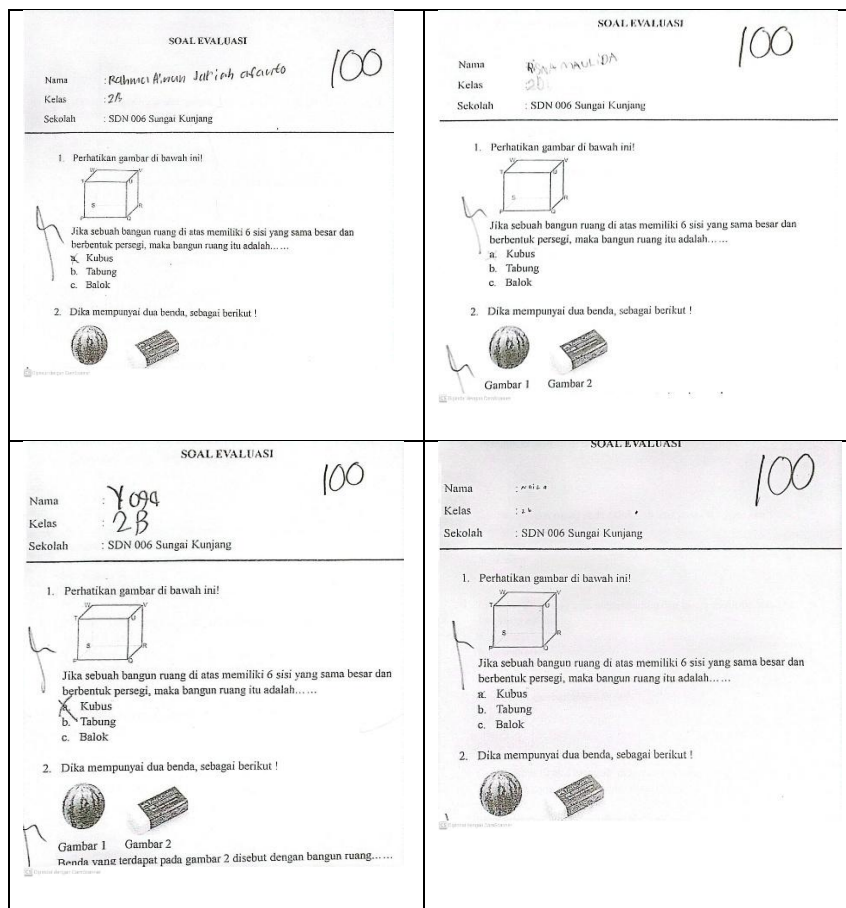 SOAL EVALUASI
100
Nama :
Kelas : 2B
Sekolah : SDN 006 Sungai Kunjang
1. Perhatikan gambar di bawah ini!
W V
T U
S R
P Q
Jika sebuah bangun ruang di atas memiliki 6 sisi yang sama besar dan
berbentuk persegi, maka bangun ruang itu adalah......
a. Kubus
b. Tabung
c. Balok
2. Dika mempunyai dua benda, sebagai berikut !
SOAL EVALUASI
100
Nama MAULIDA
Kelas
Sekolah : SDN 006 Sungai Kunjang
1. Perhatikan gambar di bawah ini!
W V
T U
S R
P Q
Jika sebuah bangun ruang di atas memiliki 6 sisi yang sama besar dan
berbentuk persegi, maka bangun ruang itu adalah......
a. Kubus
b. Tabung
c. Balok
2. Dika mempunyai dua benda, sebagai berikut !
Gambar 1 Gambar 2
SOAL EVALUASI
100
Nama : Yoga
Kelas : 2B
Sekolah : SDN 006 Sungai Kunjang
1. Perhatikan gambar di bawah ini!
W V
T U
S R
P Q
Jika sebuah bangun ruang di atas memiliki 6 sisi yang sama besar dan
berbentuk persegi, maka bangun ruang itu adalah......
a. Kubus
b. Tabung
c. Balok
2. Dika mempunyai dua benda, sebagai berikut !
Gambar 1 Gambar 2
Benda yang terdapat pada gambar 2 disebut dengan bangun ruang......
SOAL EVALUASI
100
Nama : Naila
Kelas : 2b
Sekolah : SDN 006 Sungai Kunjang
1. Perhatikan gambar di bawah ini!
W V
T U
S R
P Q
Jika sebuah bangun ruang di atas memiliki 6 sisi yang sama besar dan
berbentuk persegi, maka bangun ruang itu adalah......
a. Kubus
b. Tabung
c. Balok
2. Dika mempunyai dua benda, sebagai berikut !